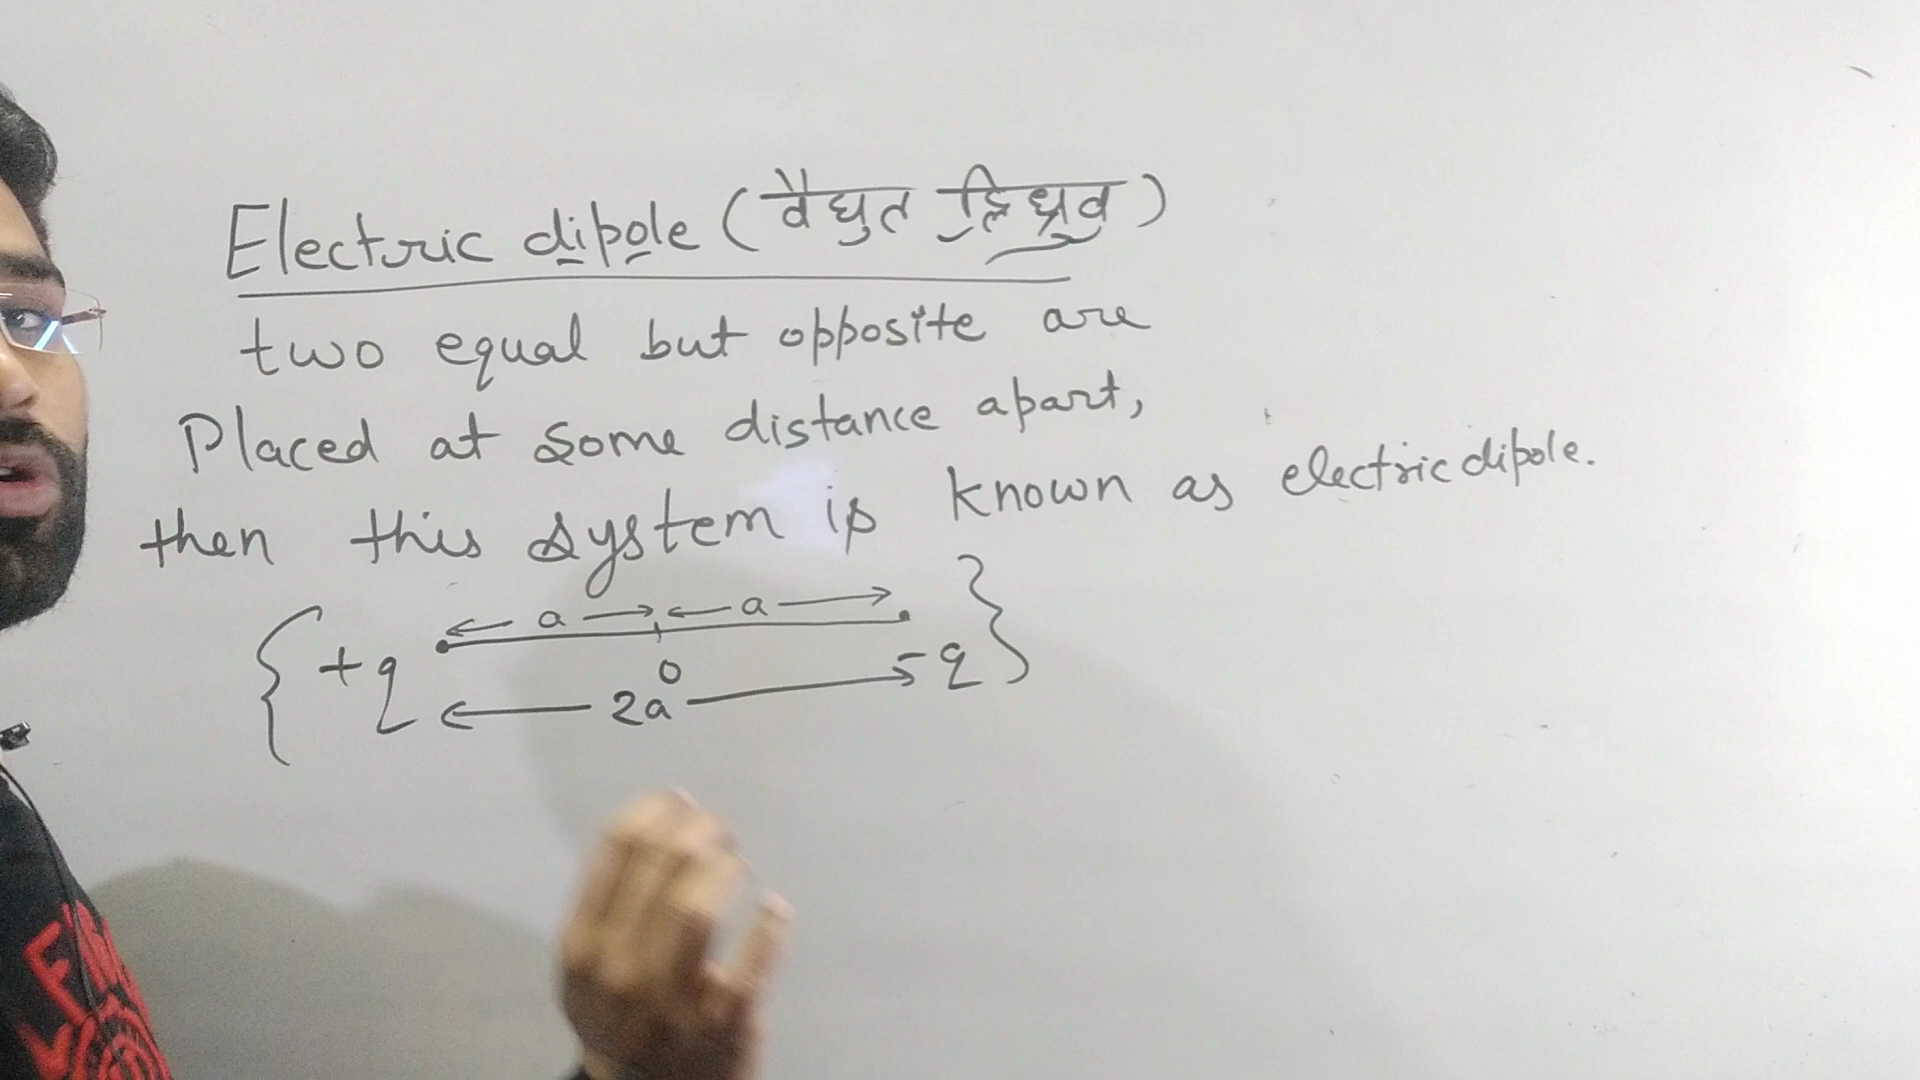 Electric dipole (वैद्युत द्विध्रुव)
two equal but opposite are
Placed at some distance apart,
then this system is known as electric dipole.
a a
+q O -q
2a